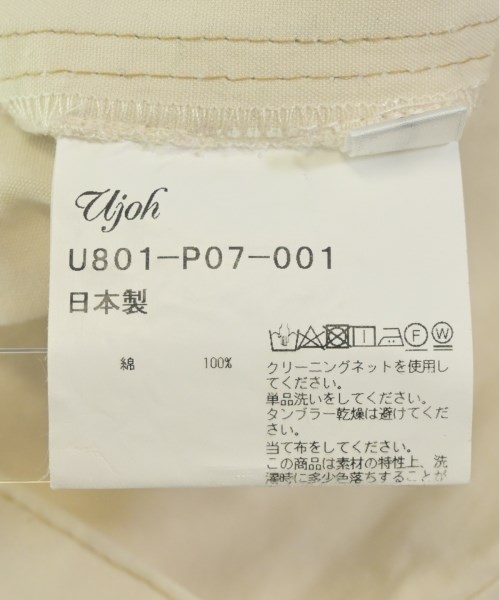 Ujoh
U801-P07-001
日本製
綿 100%
F W
クリーニングネットを使用し
てください。
単品洗いをしてください。
タンブラー乾燥は避けてくだ
さい。
当て布をしてください。
この商品は素材の特性上、洗
濯時に多少色落ちすることが